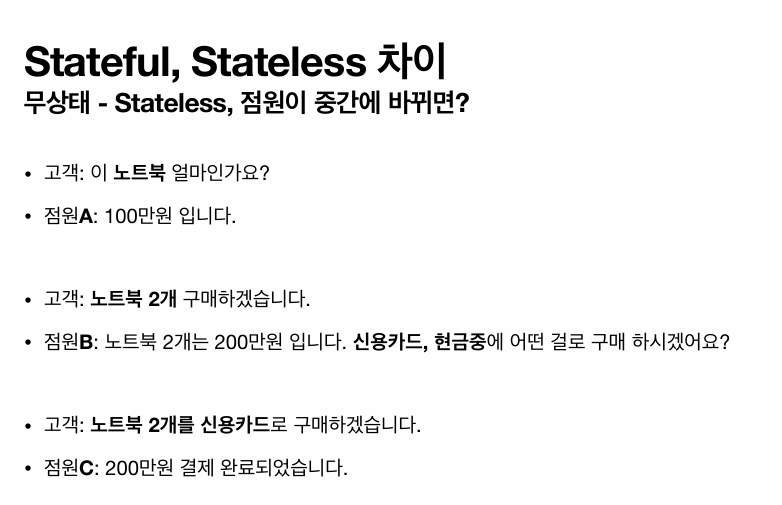 Stateful, Stateless 차이
무상태 - Stateless, 점원이 중간에 바뀌면?
• 고객: 이 노트북 얼마인가요?
• 점원A: 100만원 입니다.
• 고객: 노트북 2개 구매하겠습니다.
• 점원B: 노트북 2개는 200만원 입니다. 신용카드, 현금중에 어떤 걸로 구매 하시겠어요?
• 고객: 노트북 2개를 신용카드로 구매하겠습니다.
• 점원C: 200만원 결제 완료되었습니다.